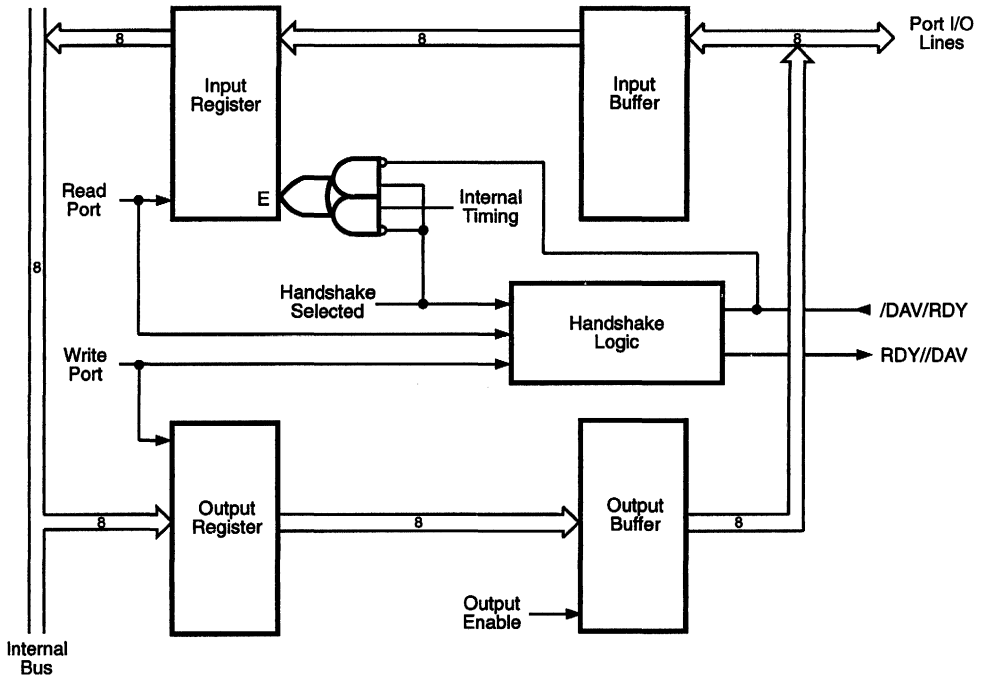 8
8
8
Port I/O
Lines
Input
Register
Input
Buffer
Read
Port
E
Internal
Timing
8
Handshake
Selected
Handshake
Logic
/DAV/RDY
Write
Port
RDY//DAV
Output
Register
Output
Buffer
8
8
8
Output
Enable
Internal
Bus